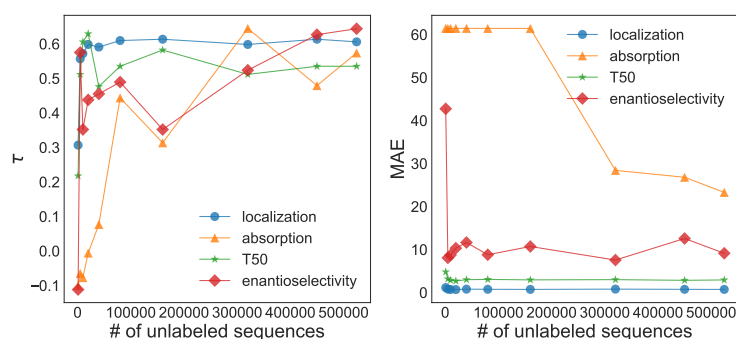 0.6
0.5
0.4
0.3
0.2
0.1
0.0
−0.1
τ
localization
absorption
T50
enantioselectivity
0 100000 200000 300000 400000 500000
# of unlabeled sequences
60
50
40
30
20
10
0
MAE
localization
absorption
T50
enantioselectivity
0 100000 200000 300000 400000 500000
# of unlabeled sequences